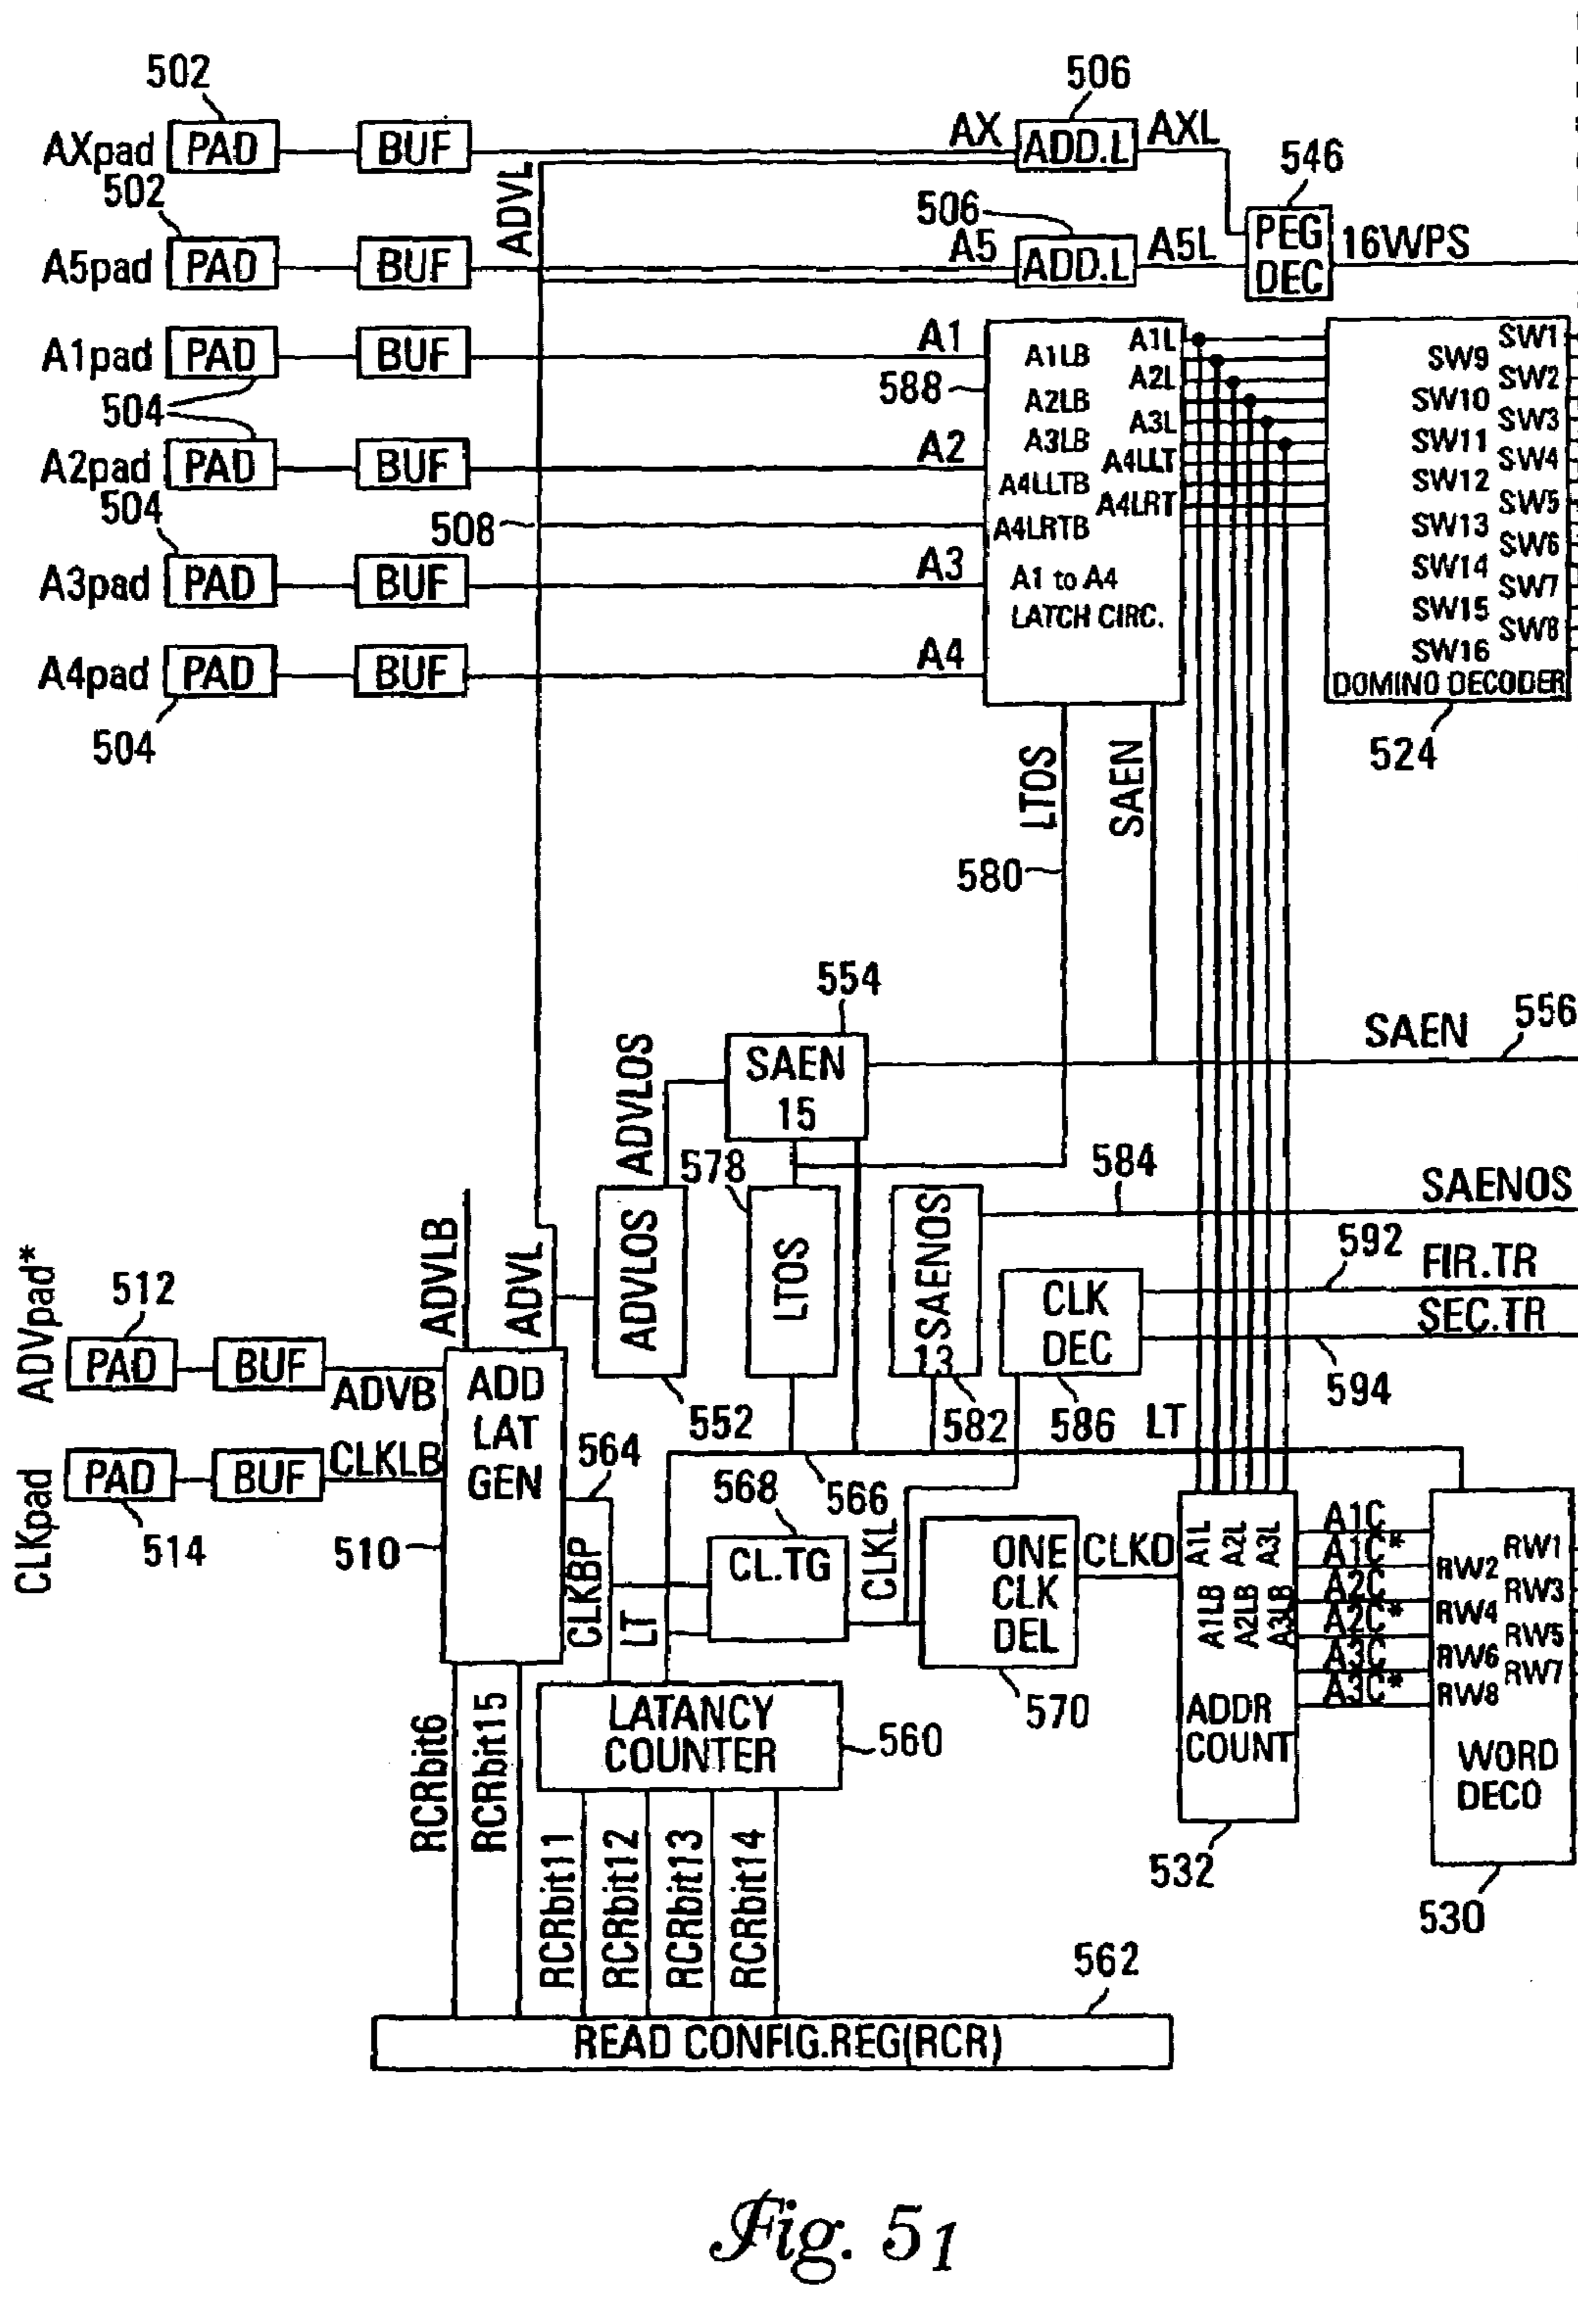 502
506
AXpad PAD BUF AX ADD.L AXL
546
502
ADVL
506
A5pad PAD BUF A5 ADD.L A5L PEG DEC 16WPS
A1pad PAD BUF A1
588
504
A2pad PAD BUF A2
504
508
A3pad PAD BUF A3
A4pad PAD BUF A4
504
A1L
A1LB
A2L
A2LB
A3L
A3LB
A4LLT
A4LLTB
A4LRT
A4LRTB
A1 to A4
LATCH CIRC.
SW1
SW9
SW2
SW10
SW3
SW11
SW4
SW12
SW5
SW13
SW6
SW14
SW7
SW15
SW8
SW16
DOMINO DECODER
524
LTOS
SAEN
580
554
SAEN
15
SAEN
556
ADVLOS
578
584
SAENOS
ADVLB
ADVL
ADVLOS
LTOS
1SAENOS
13
592
FIR.TR
CLK
DEC
SEC.TR
594
ADVpad*
512
PAD BUF
ADVB
552
582
586
LT
CLKpad
PAD BUF CLKLB
514
ADD
LAT
GEN
510
564
566
568
CL.TG
CLKBP
LT
CLKL
ONE
CLK
DEL
CLKD
570
A1L
A2L
A3L
A1LB
A2LB
A3LB
ADDR
COUNT
532
A1C
A1C*
A2C
A2C*
A3C
A3C*
RW1
RW2
RW3
RW4
RW5
RW6
RW7
RW8
WORD
DECO
530
LATANCY
COUNTER
560
RCRbit6
RCRbit15
RCRbit11
RCRbit12
RCRbit13
RCRbit14
562
READ CONFIG.REG(RCR)
Fig. 51